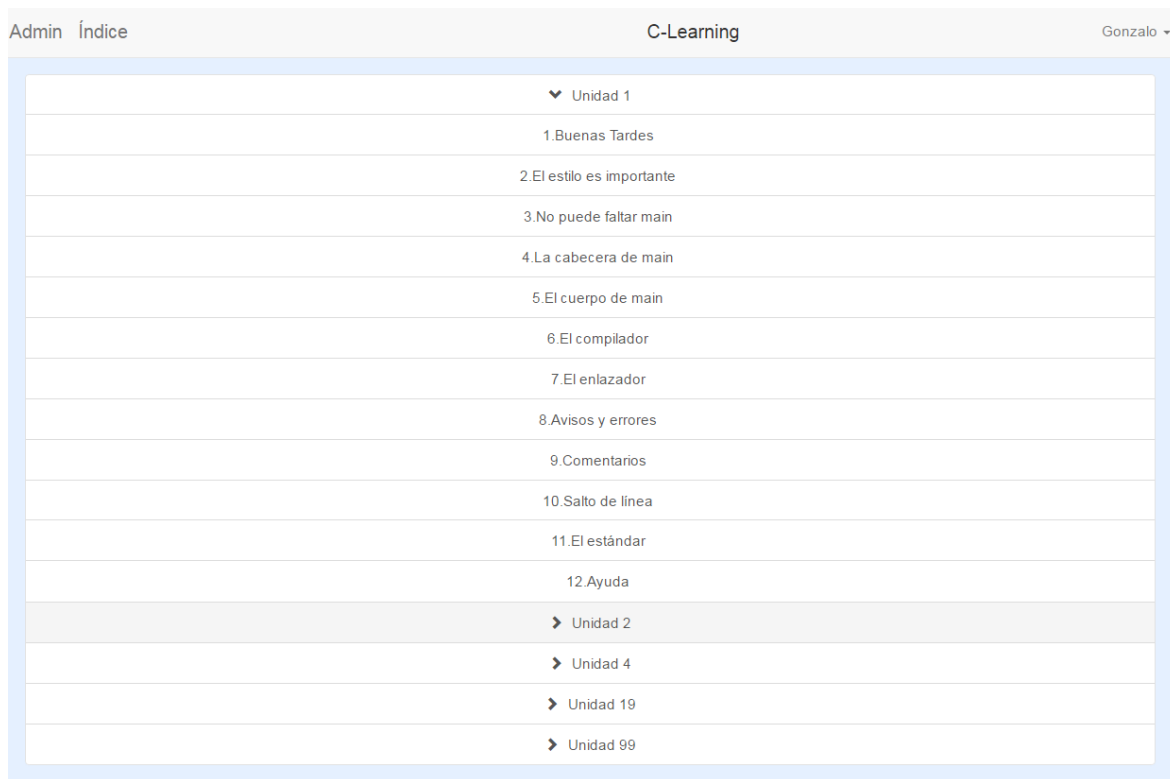 Admin Índice C-Learning Gonzalo
Unidad 1
1.Buenas Tardes
2.El estilo es importante
3.No puede faltar main
4.La cabecera de main
5.El cuerpo de main
6.El compilador
7.El enlazador
8.Avisos y errores
9.Comentarios
10.Salto de línea
11.El estándar
12.Ayuda
Unidad 2
Unidad 4
Unidad 19
Unidad 99